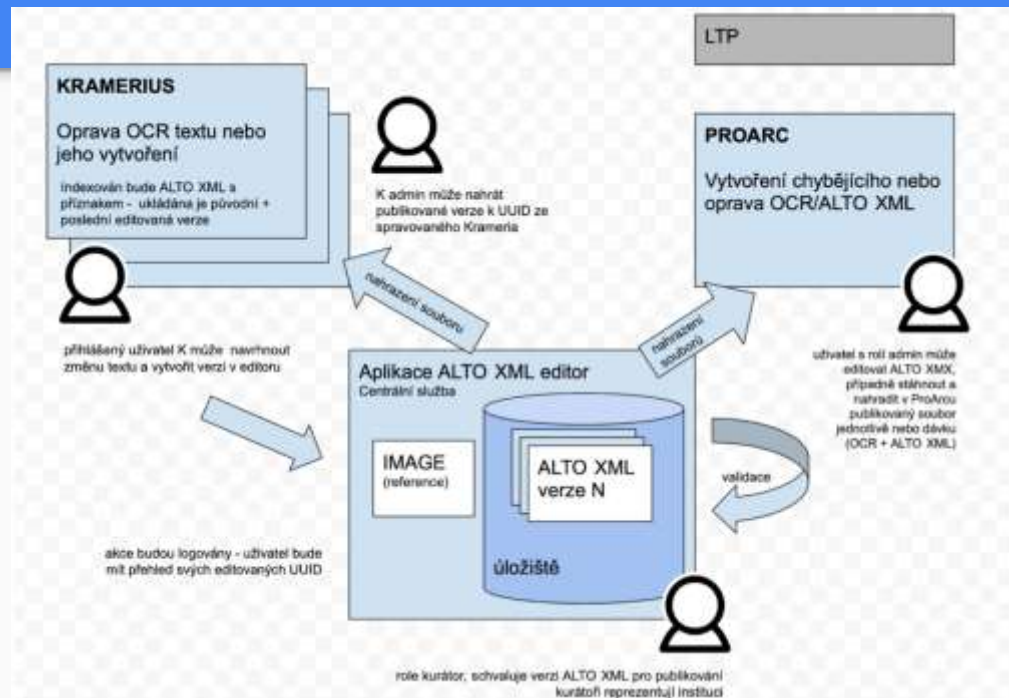 LTP
KRAMERIUS
Oprava OCR textu nebo
jeho vytvoření
Indexován bude ALTO XML s
příznakem - ukládána je původní +
poslední editovaná verze
K admin může nahrát
publikované verze k UUID ze
spravovaného Krameria
PROARC
Vytvoření chybějícího nebo
oprava OCR/ALTO XML
nahrazení souboru
nahrazení
souborů
přihlášený uživatel K může navrhnout
změnu textu a vytvořit verzi v editoru
uživatel s rolí admin může
editovat ALTO XMX,
případně stáhnout a
nahradit v ProArcu
publikovaný soubor
jednotlivě nebo dávku
(OCR + ALTO XML)
Aplikace ALTO XML editor
Centrální služba
IMAGE
(reference)
ALTO XML
verze N
úložiště
validace
akce budou logovány - uživatel bude
mít přehled svých editovaných UUID
role kurátor, schvaluje verzi ALTO XML pro publikování
kurátoři reprezentují instituci